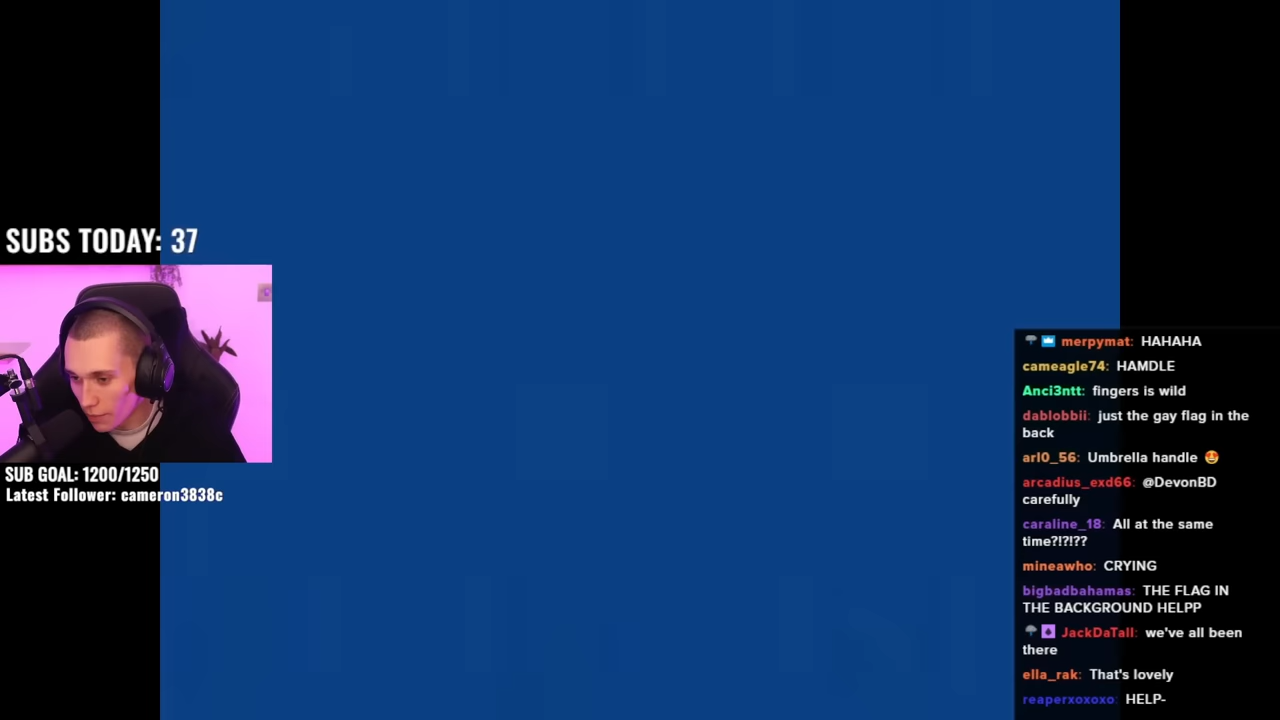 SUBS TODAY: 37
SUB GOAL: 1200/1250
Latest Follower: cameron3838c
merpymat: HAHAHA
cameagle74: HAMDLE
Anci3ntt: fingers is wild
dablobbii: just the gay flag in the
back
arl0_56: Umbrella handle 🤩
arcadius_exd66: @DevonBD
carefully
caraline_18: All at the same
time?!?!??
mineawho: CRYING
bigbadbahamas: THE FLAG IN
THE BACKGROUND HELPP
JackDaTall: we've all been
there
ella_rak: That's lovely
reaperxoxoxo: HELP-